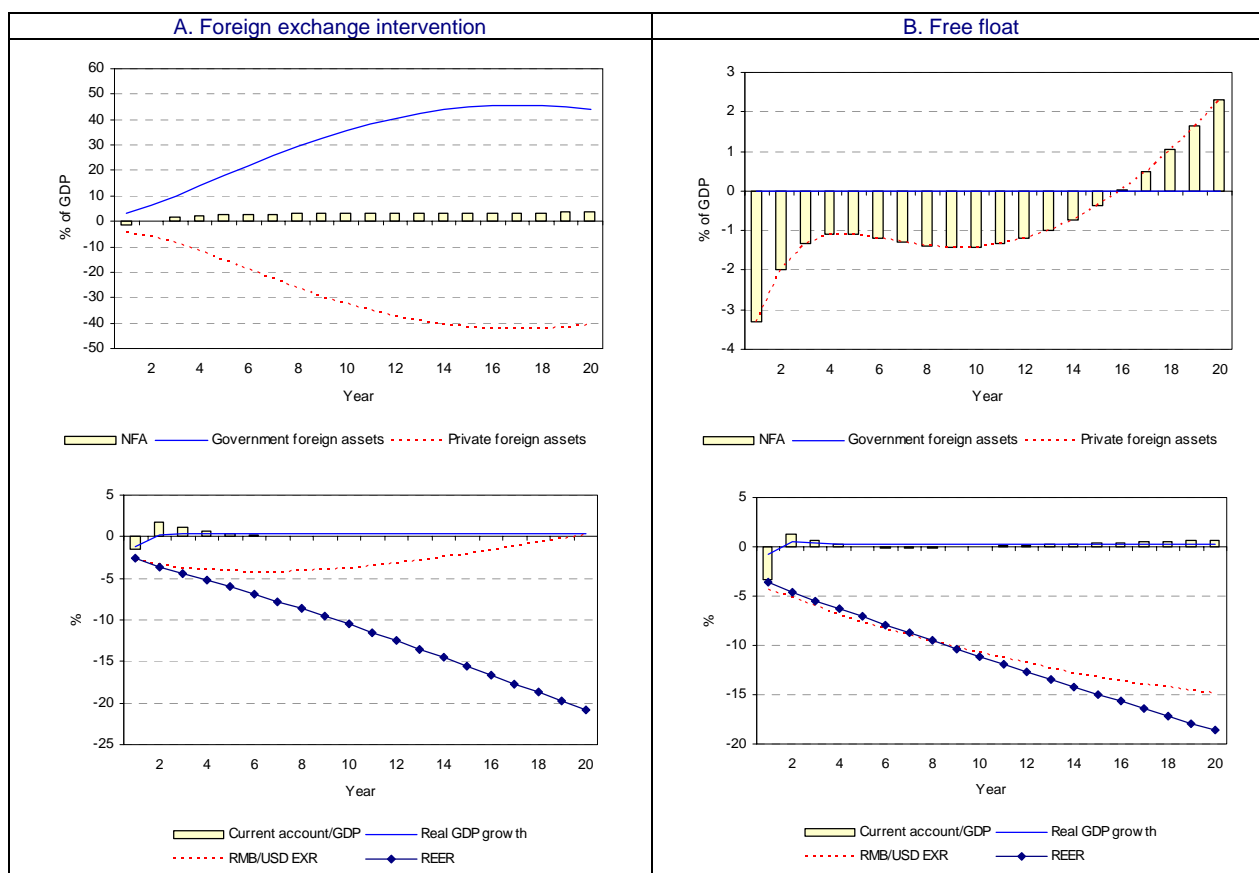 A. Foreign exchange intervention
B. Free float
60
50
40
30
20
10
0
-10
-20
-30
-40
-50
% of GDP
2 4 6 8 10 12 14 16 18 20
Year
NFA Government foreign assets Private foreign assets
3
2
1
0
-1
-2
-3
-4
% of GDP
2 4 6 8 10 12 14 16 18 20
Year
NFA Government foreign assets Private foreign assets
5
0
-5
-10
-15
-20
-25
%
2 4 6 8 10 12 14 16 18 20
Year
Current account/GDP Real GDP growth
RMB/USD EXR REER
5
0
-5
-10
-15
-20
%
2 4 6 8 10 12 14 16 18 20
Year
Current account/GDP Real GDP growth
RMB/USD EXR REER